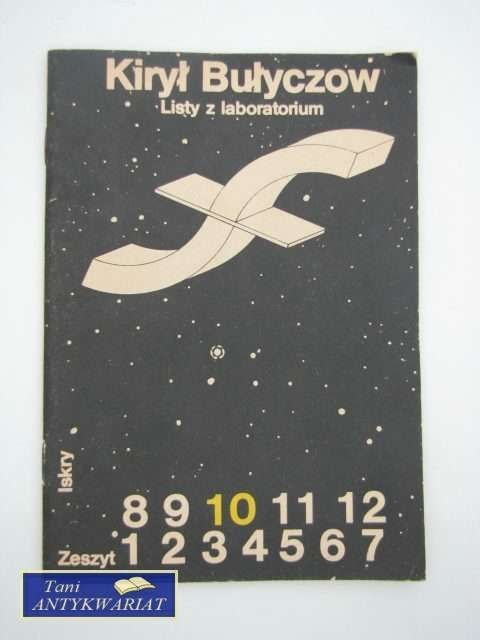 Kirył Bułyczow
Listy z laboratorium
Iskry
8 9 10 11 12
Zeszyt 1 2 3 4 5 6 7
Tani
ANTYKWARIAT